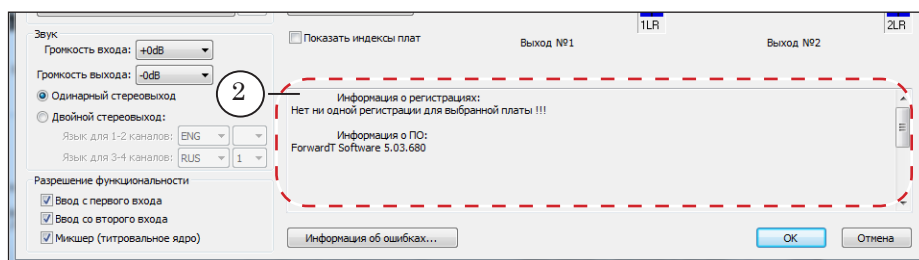 1LR
2LR
Звук
Показать индексы плат
Выход №1
Выход №2
Громкость входа: +0dB
Громкость выхода: -0dB
2
Одинарный стереовыход
Информация о регистрациях:
Нет ни одной регистрации для выбранной платы !!!
Двойной стереовыход:
Язык для 1-2 каналов: ENG
Информация о ПО:
ForwardT Software 5.03.680
Язык для 3-4 каналов: RUS 1
Разрешение функциональности
Ввод с первого входа
Ввод со второго входа
Микшер (титровальное ядро)
Информация об ошибках...
OK
Отмена